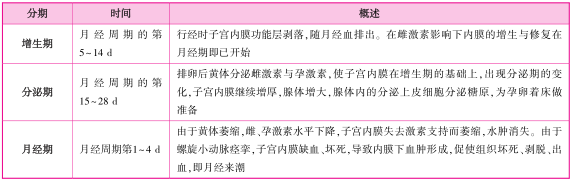 分期 时间 概述
增生期
月经周期的第
5~14 d
行经时子宫内膜功能层剥落,随月经血排出。在雌激素影响下内膜的增生与修复在
月经期即已开始
分泌期
月经周期的第
15~28 d
排卵后黄体分泌雌激素与孕激素,使子宫内膜在增生期的基础上,出现分泌期的变
化,子宫内膜继续增厚,腺体增大,腺体内的分泌上皮细胞分泌糖原,为孕卵着床做
准备
月经期
月经周期第1~4 d
由于黄体萎缩,雌、孕激素水平下降,子宫内膜失去激素支持而萎缩,水肿消失。由于
螺旋小动脉痉挛,子宫内膜缺血、坏死,导致内膜下血肿形成,促使组织坏死、剥脱、出
血,即月经来潮